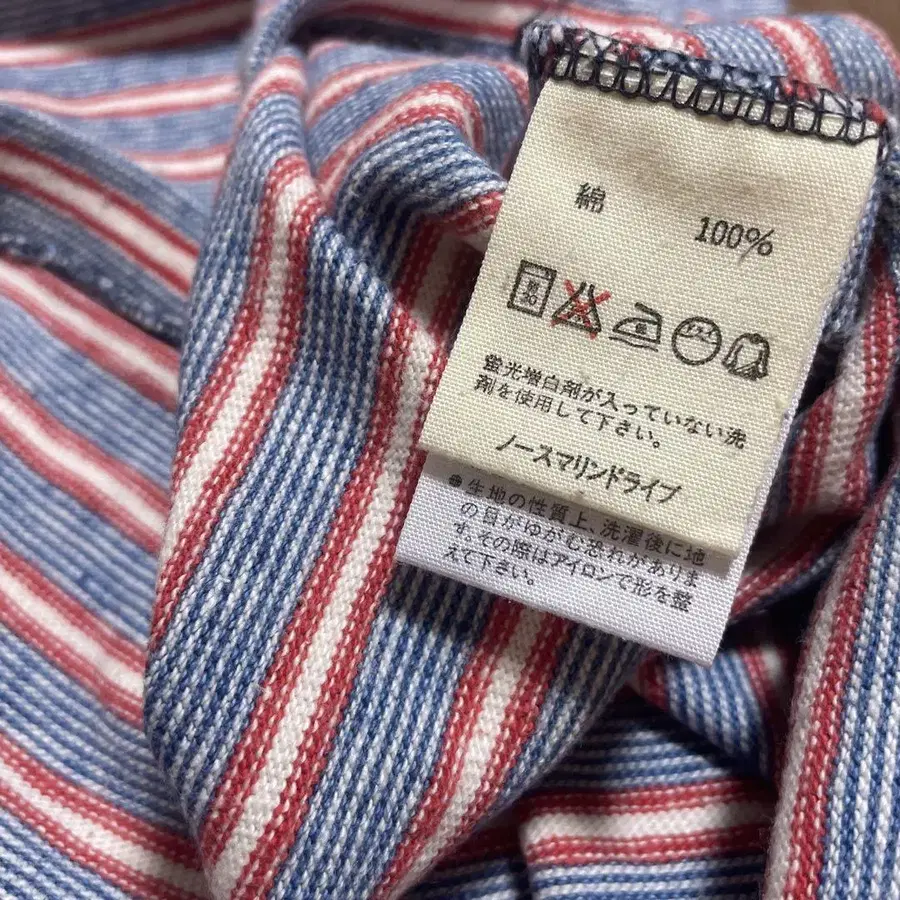 綿 100%
蛍光増白剤が入っていない洗
剤を使用して下さい。
ノースマリンドライブ
●生地の性質上、洗濯後に地
の目がゆがむ恐れがありま
す。その際はアイロンで形を整
えて下さい。